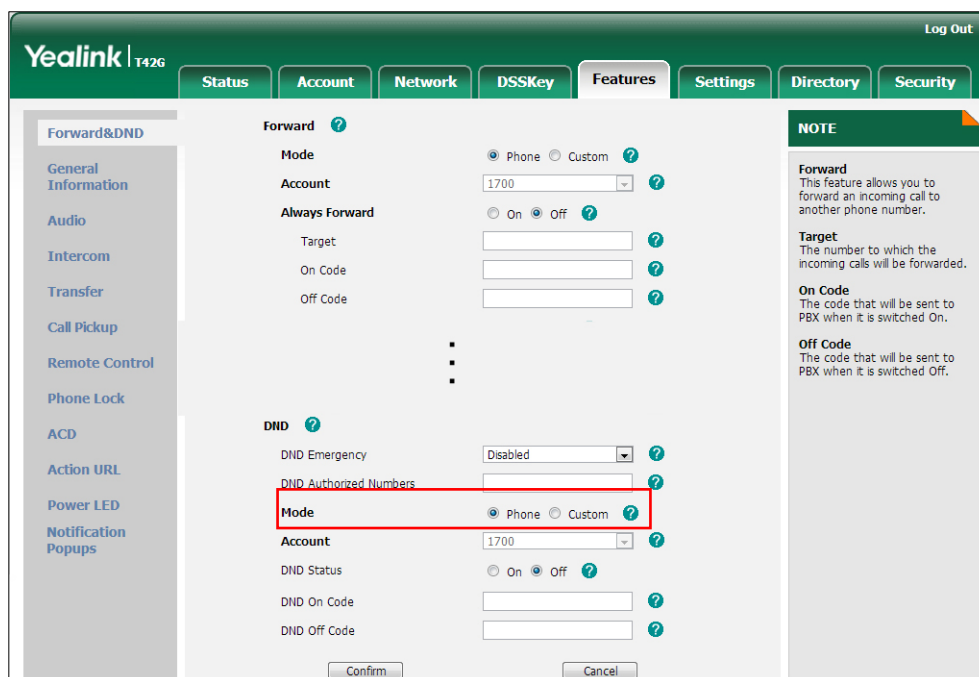 Log Out
Yealink T42G
Status Account Network DSSKey Features Settings Directory Security
Forward&DND
General
Information
Audio
Intercom
Transfer
Call Pickup
Remote Control
Phone Lock
ACD
Action URL
Power LED
Notification
Popups
Forward ?
Mode Phone Custom ?
Account 1700 ?
Always Forward On Off ?
Target ?
On Code ?
Off Code ?
DND ?
DND Emergency Disabled ?
DND Authorized Numbers ?
Mode Phone Custom ?
Account 1700 ?
DND Status On Off ?
DND On Code ?
DND Off Code ?
Confirm Cancel
NOTE
Forward
This feature allows you to
forward an incoming call to
another phone number.
Target
The number to which the
incoming calls will be forwarded.
On Code
The code that will be sent to
PBX when it is switched On.
Off Code
The code that will be sent to
PBX when it is switched Off.